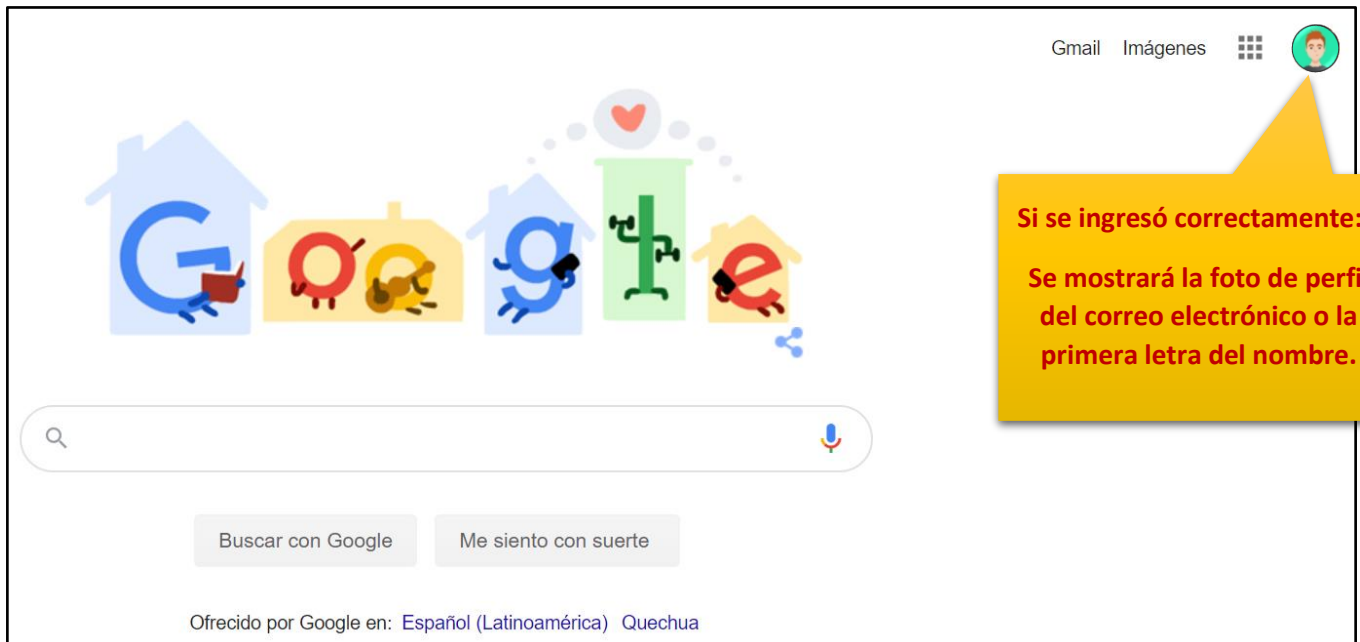 Gmail Imágenes
Google
Si se ingresó correctamente:
Se mostrará la foto de perfi
del correo electrónico o la
primera letra del nombre.
Buscar con Google Me siento con suerte
Ofrecido por Google en: Español (Latinoamérica) Quechua